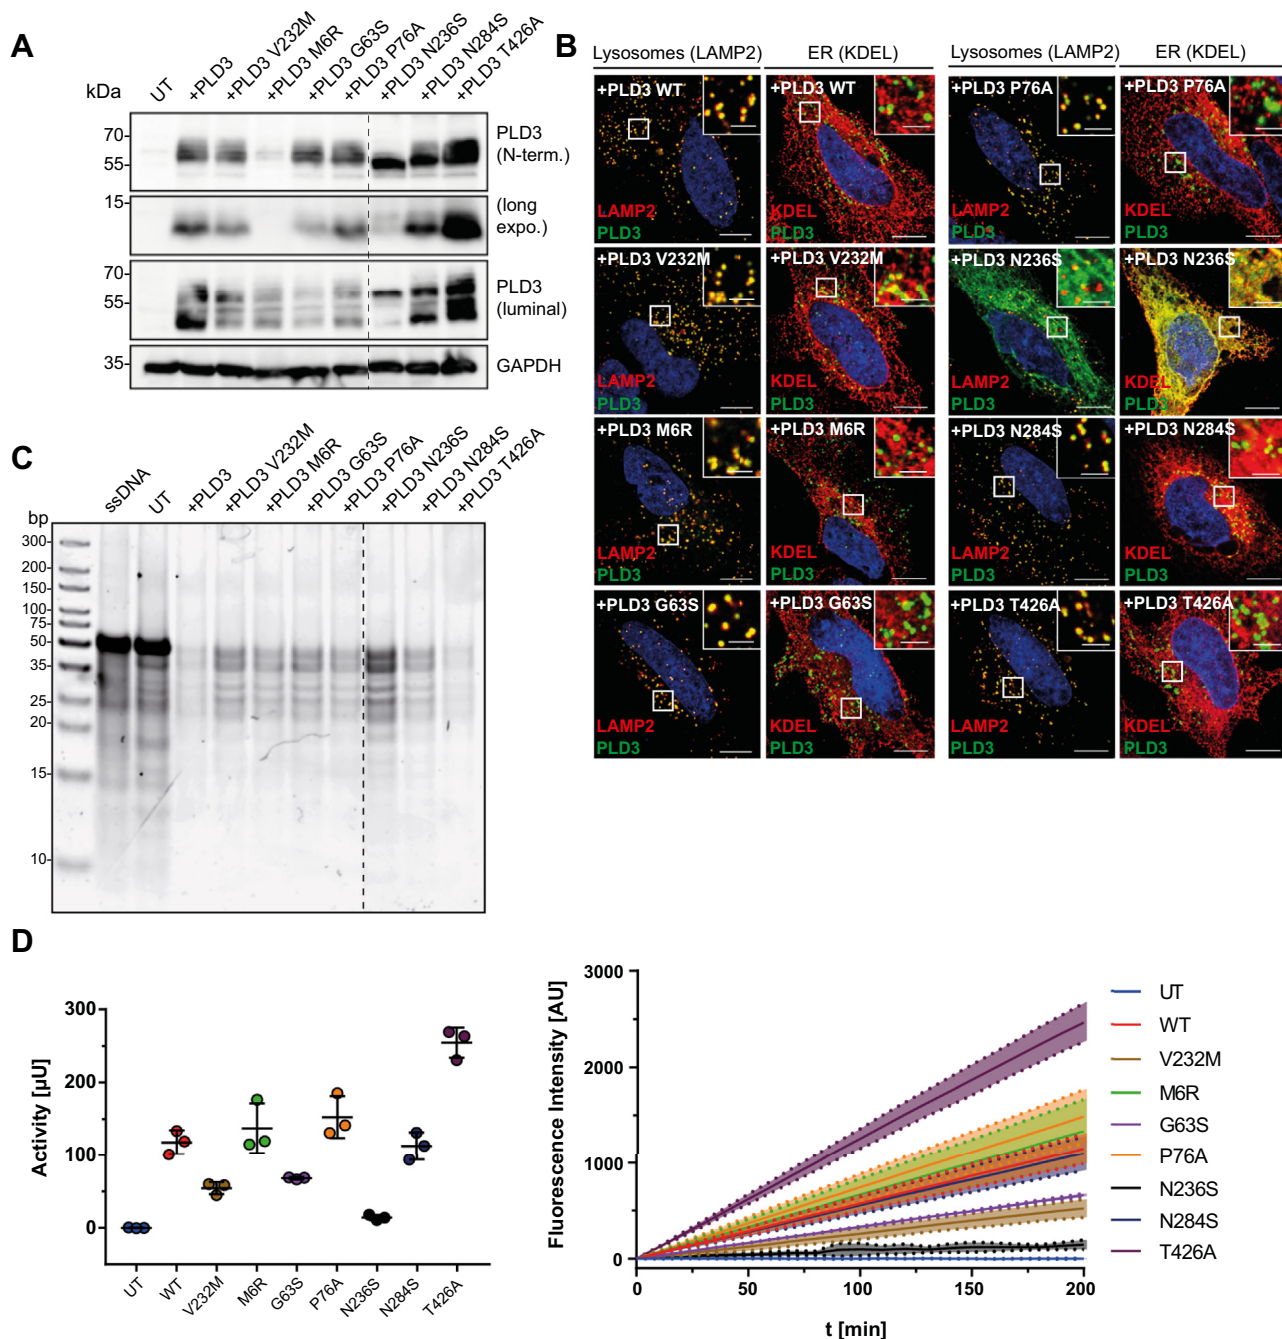 A
kDa
UT
+PLD3
+PLD3 V232M
+PLD3 M6R
+PLD3 G63S
+PLD3 P76A
+PLD3 N236S
+PLD3 N284S
+PLD3 T426A
70
55
PLD3
(N-term.)
15
(long
expo.)
70
55
PLD3
(luminal)
35
GAPDH
B
Lysosomes (LAMP2)
ER (KDEL)
Lysosomes (LAMP2)
ER (KDEL)
+PLD3 WT
LAMP2
PLD3
+PLD3 WT
KDEL
PLD3
+PLD3 P76A
LAMP2
PLD3
+PLD3 P76A
KDEL
PLD3
+PLD3 V232M
LAMP2
PLD3
+PLD3 V232M
KDEL
PLD3
+PLD3 N236S
LAMP2
PLD3
+PLD3 N236S
KDEL
PLD3
+PLD3 M6R
LAMP2
PLD3
+PLD3 M6R
KDEL
PLD3
+PLD3 N284S
LAMP2
PLD3
+PLD3 N284S
KDEL
PLD3
+PLD3 G63S
LAMP2
PLD3
+PLD3 G63S
KDEL
PLD3
+PLD3 T426A
LAMP2
PLD3
+PLD3 T426A
KDEL
PLD3
C
bp
ssDNA
UT
+PLD3
+PLD3 V232M
+PLD3 M6R
+PLD3 G63S
+PLD3 P76A
+PLD3 N236S
+PLD3 N284S
+PLD3 T426A
300
200
150
100
75
50
35
25
20
15
10
D
Activity [µU]
300
200
100
0
UT
WT
V232M
M6R
G63S
P76A
N236S
N284S
T426A
Fluorescence Intensity [AU]
3000
2000
1000
0
0
50
100
150
200
t [min]
UT
WT
V232M
M6R
G63S
P76A
N236S
N284S
T426A